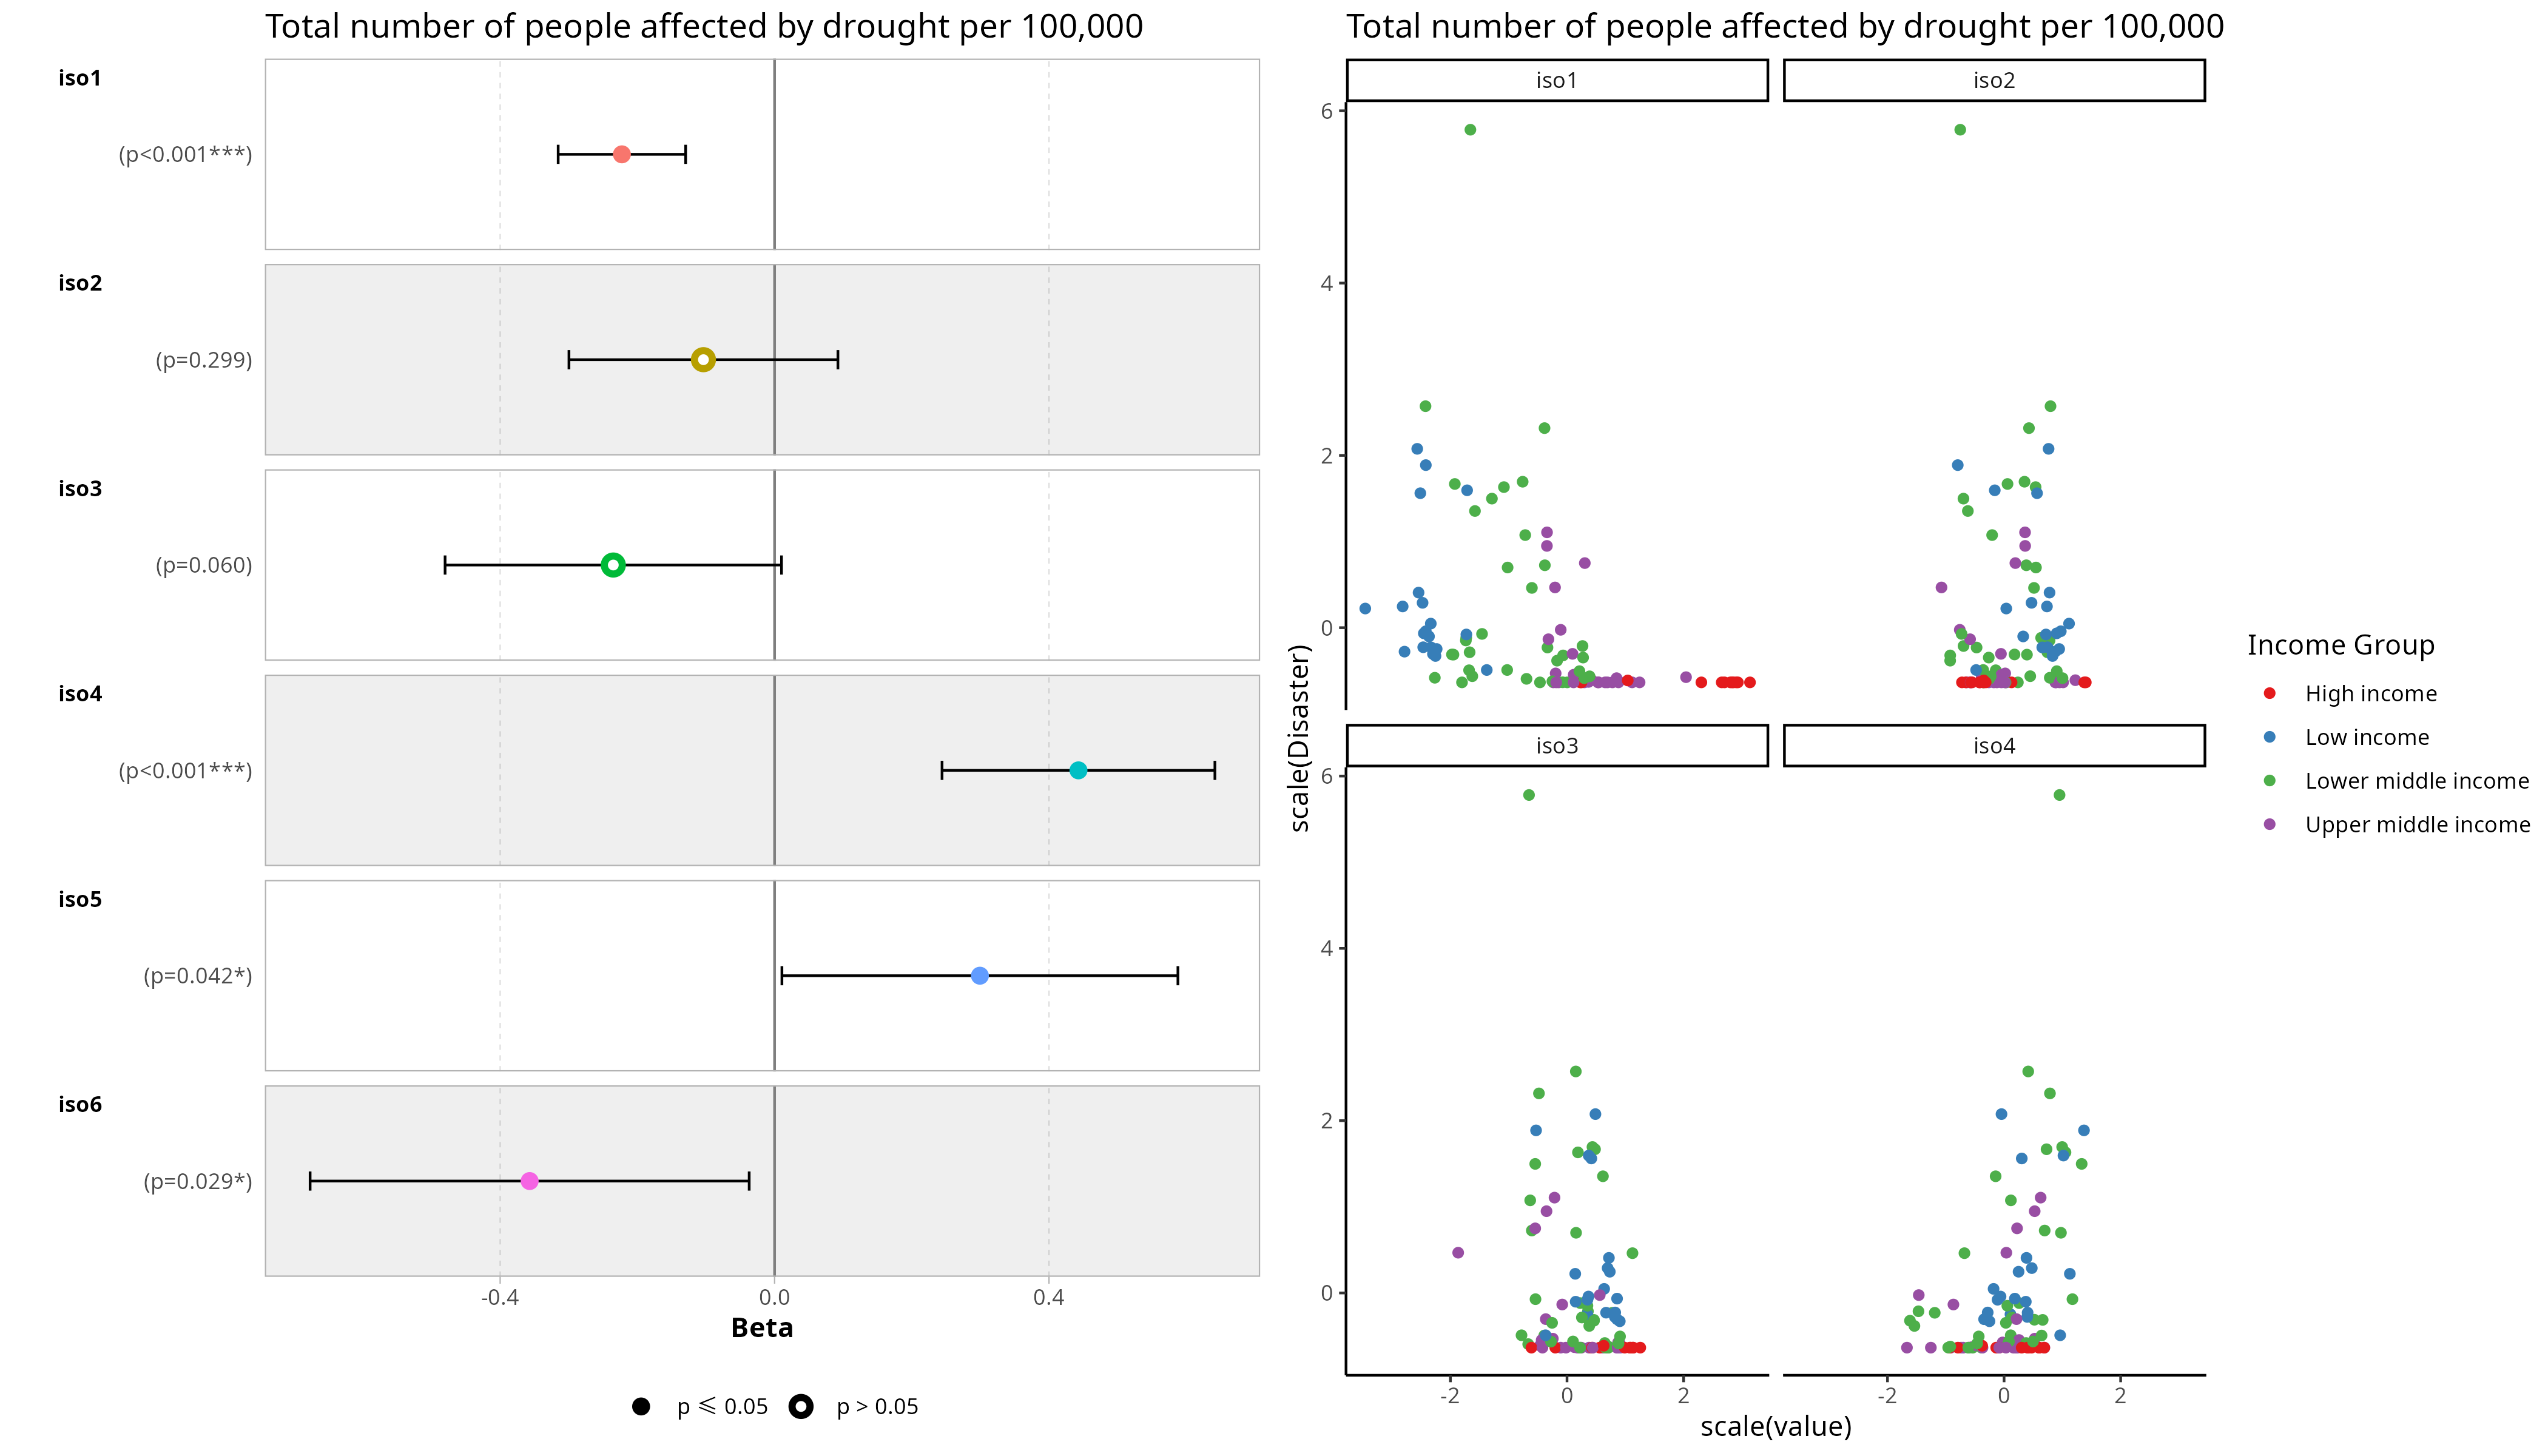 Total number of people affected by drought per 100,000
iso1
(p<0.001***)
iso2
(p=0.299)
iso3
(p=0.060)
iso4
(p<0.001***)
iso5
(p=0.042*)
iso6
(p=0.029*)
-0.4 0.0 0.4
Beta
p ⩽ 0.05 p > 0.05
Total number of people affected by drought per 100,000
iso1 iso2
6
4
2
0
iso3 iso4
6
4
2
0
-2 0 2 -2 0 2
scale(value)
scale(Disaster)
Income Group
High income
Low income
Lower middle income
Upper middle income